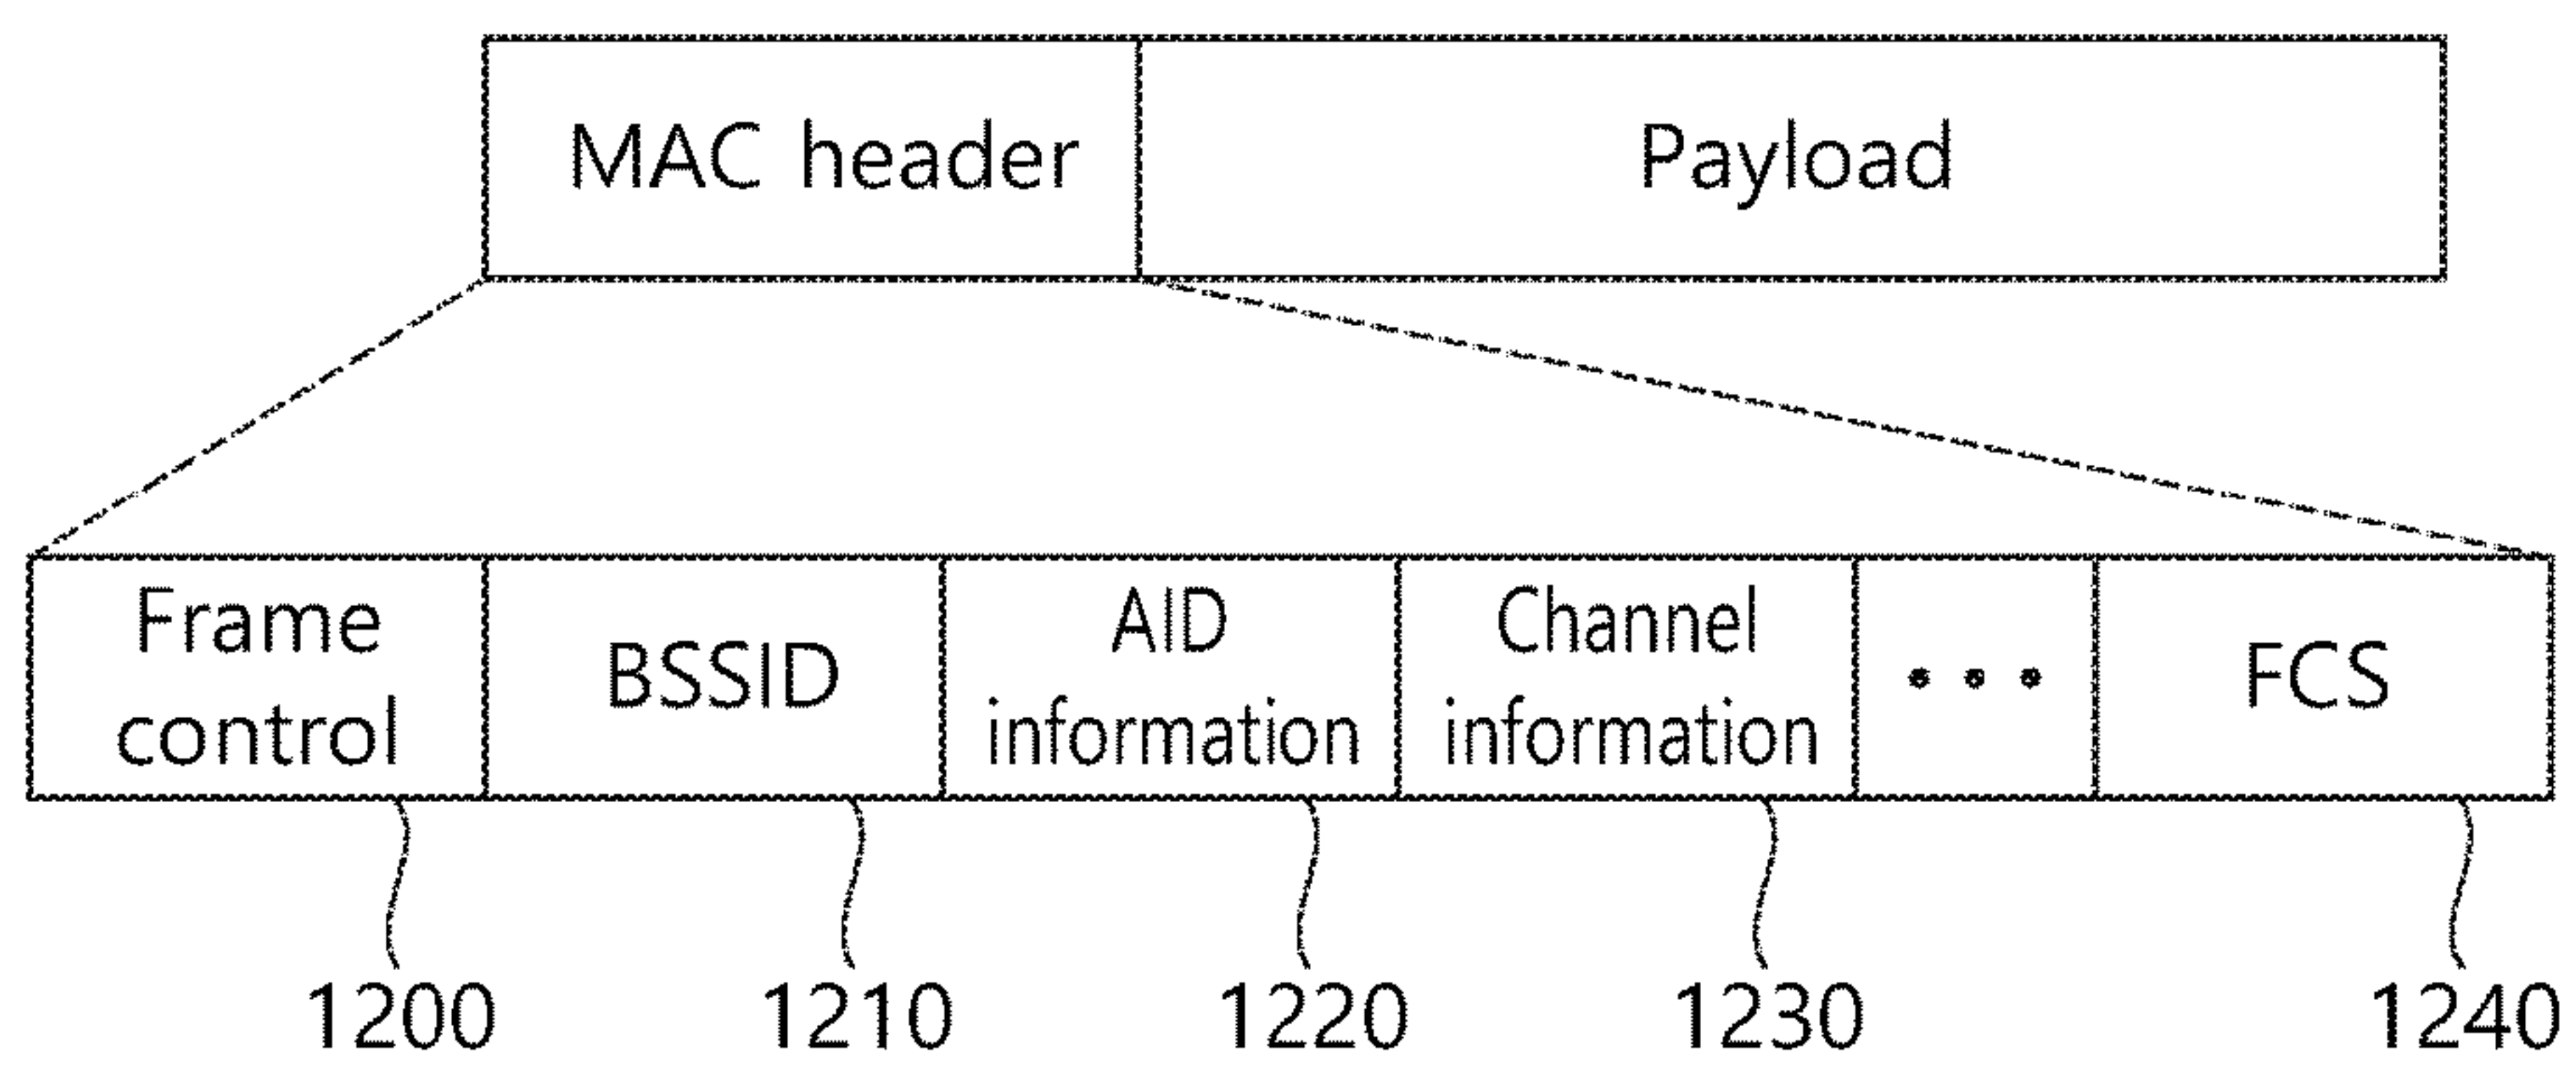 MAC header
Payload
Frame
control
BSSID
AID
information
Channel
information
• • •
FCS
1200
1210
1220
1230
1240